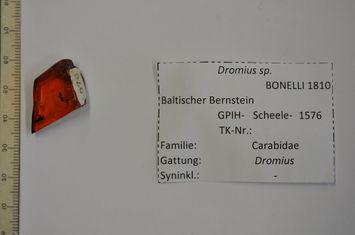 Dromius sp.
BONELLI 1810
Baltischer Bernstein
GPIH- Scheele- 1576
TK-Nr.:
Familie: Carabidae
Gattung: Dromius
Syninkl.: -